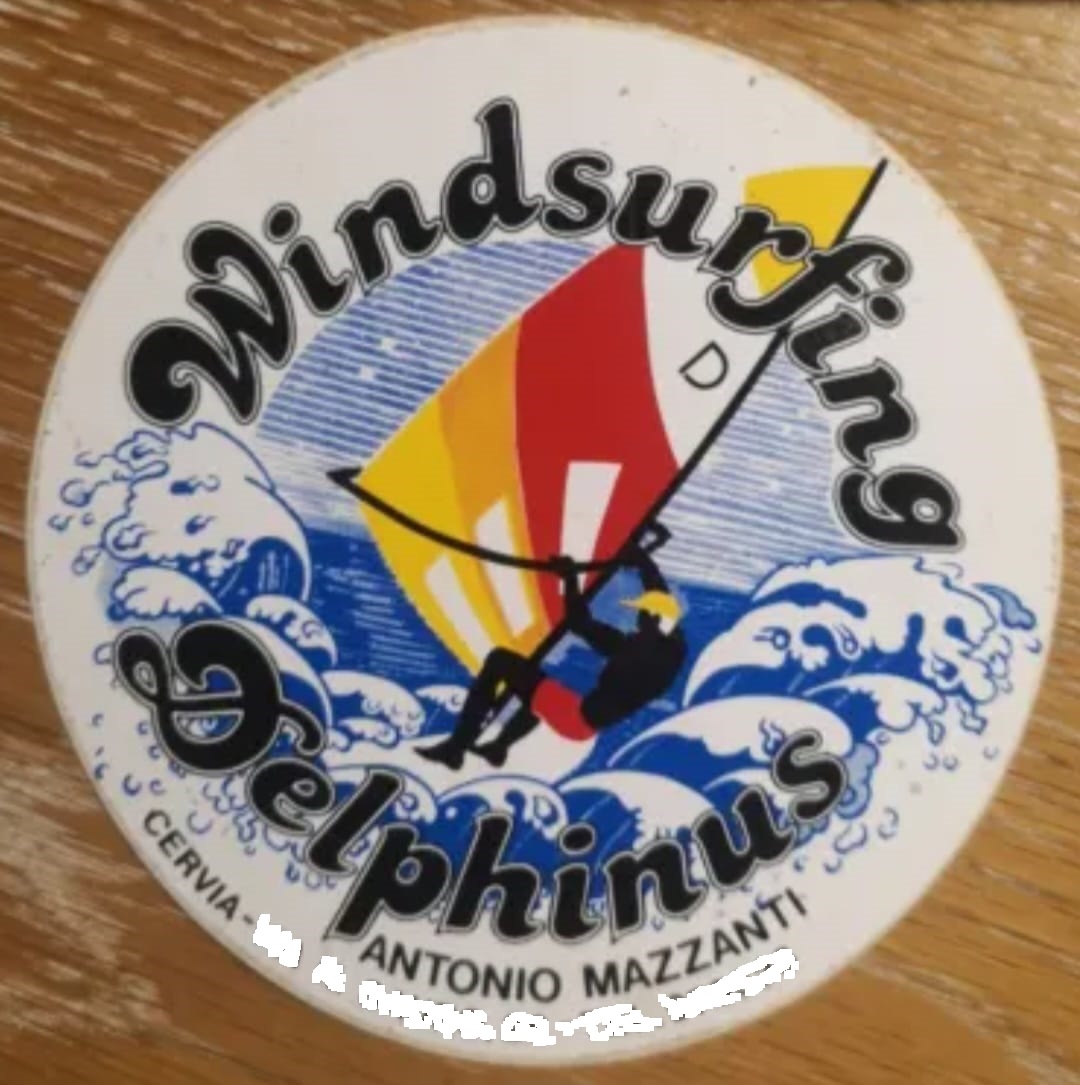 Windsurfing
D
Delphinus
CERVIA-
ANTONIO MAZZANTI